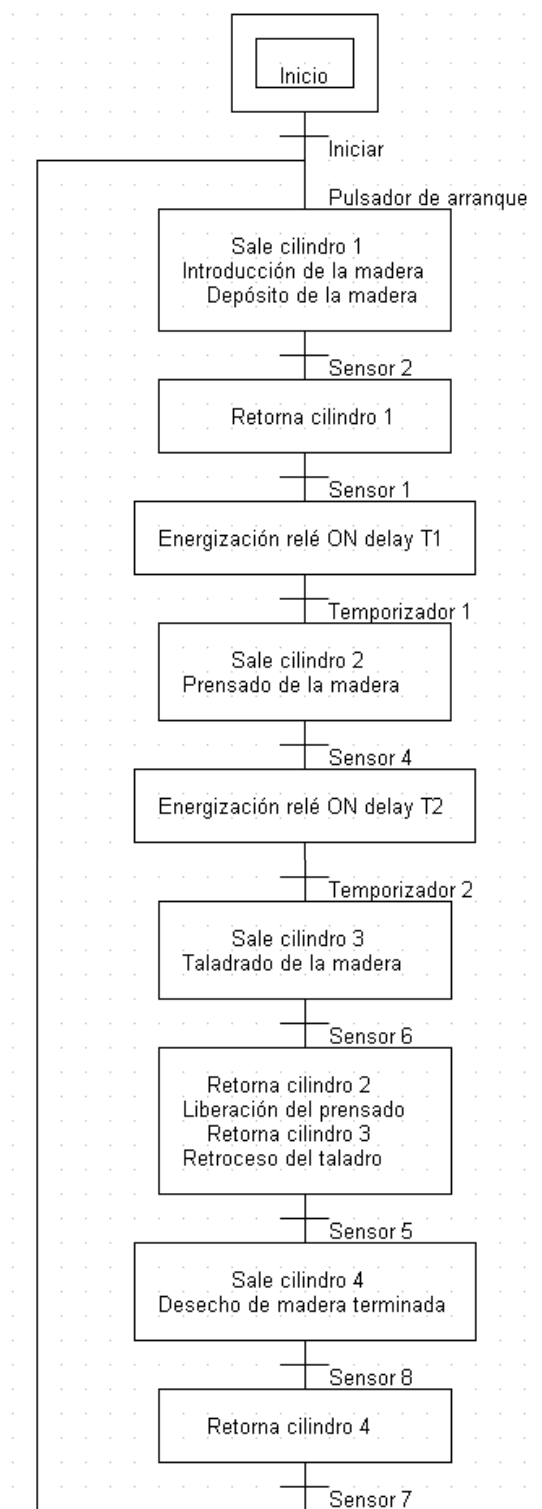 Inicio
Iniciar
Pulsador de arranque
Sale cilindro 1
Introducción de la madera
Depósito de la madera
Sensor 2
Retorna cilindro 1
Sensor 1
Energización relé ON delay T1
Temporizador 1
Sale cilindro 2
Prensado de la madera
Sensor 4
Energización relé ON delay T2
Temporizador 2
Sale cilindro 3
Taladrado de la madera
Sensor 6
Retorna cilindro 2
Liberación del prensado
Retorna cilindro 3
Retroceso del taladro
Sensor 5
Sale cilindro 4
Desecho de madera terminada
Sensor 8
Retorna cilindro 4
Sensor 7